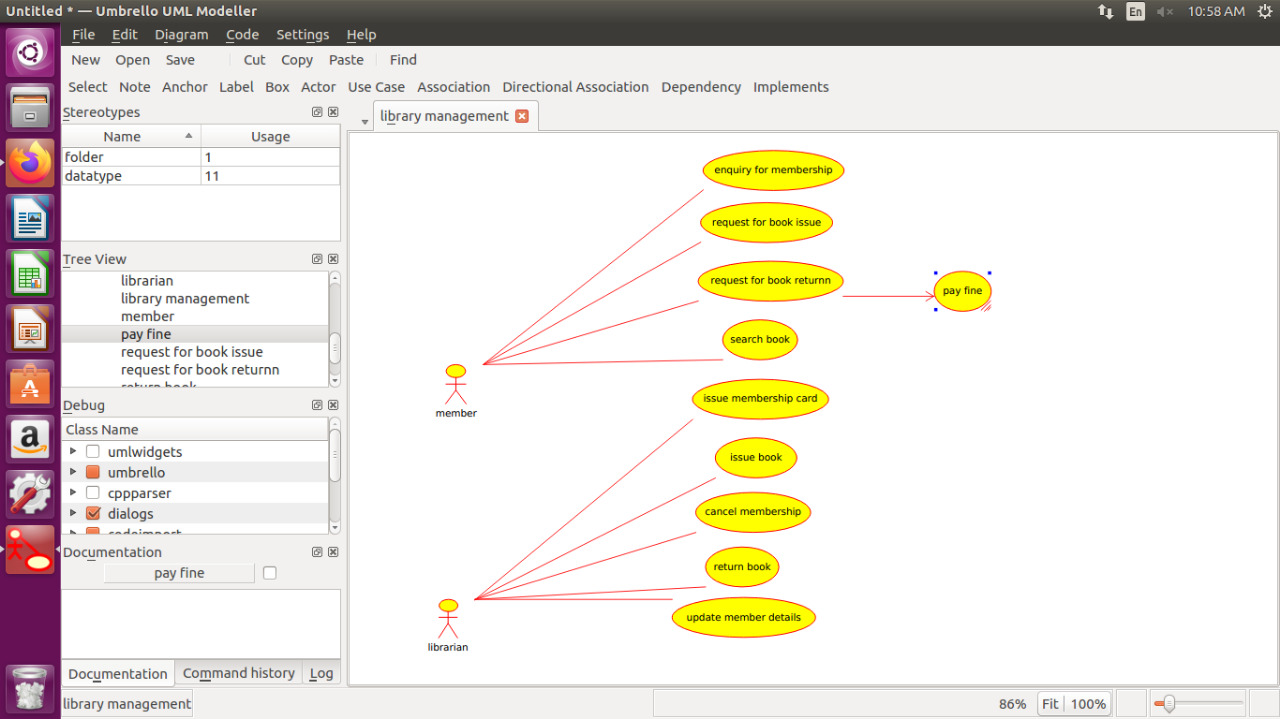 Untitled * — Umbrello UML Modeller
En
10:58 AM
File Edit Diagram Code Settings Help
New Open Save Cut Copy Paste Find
Select Note Anchor Label Box Actor Use Case Association Directional Association Dependency Implements
Stereotypes
Name Usage
folder 1
datatype 11
Tree View
librarian
library management
member
pay fine
request for book issue
request for book returnn
return book
Debug
Class Name
umlwidgets
umbrello
cppparser
dialogs
codeimport
Documentation
pay fine
Documentation Command history Log
library management
library management
enquiry for membership
request for book issue
request for book returnn
pay fine
search book
member
issue membership card
issue book
cancel membership
return book
update member details
librarian
86% Fit 100%